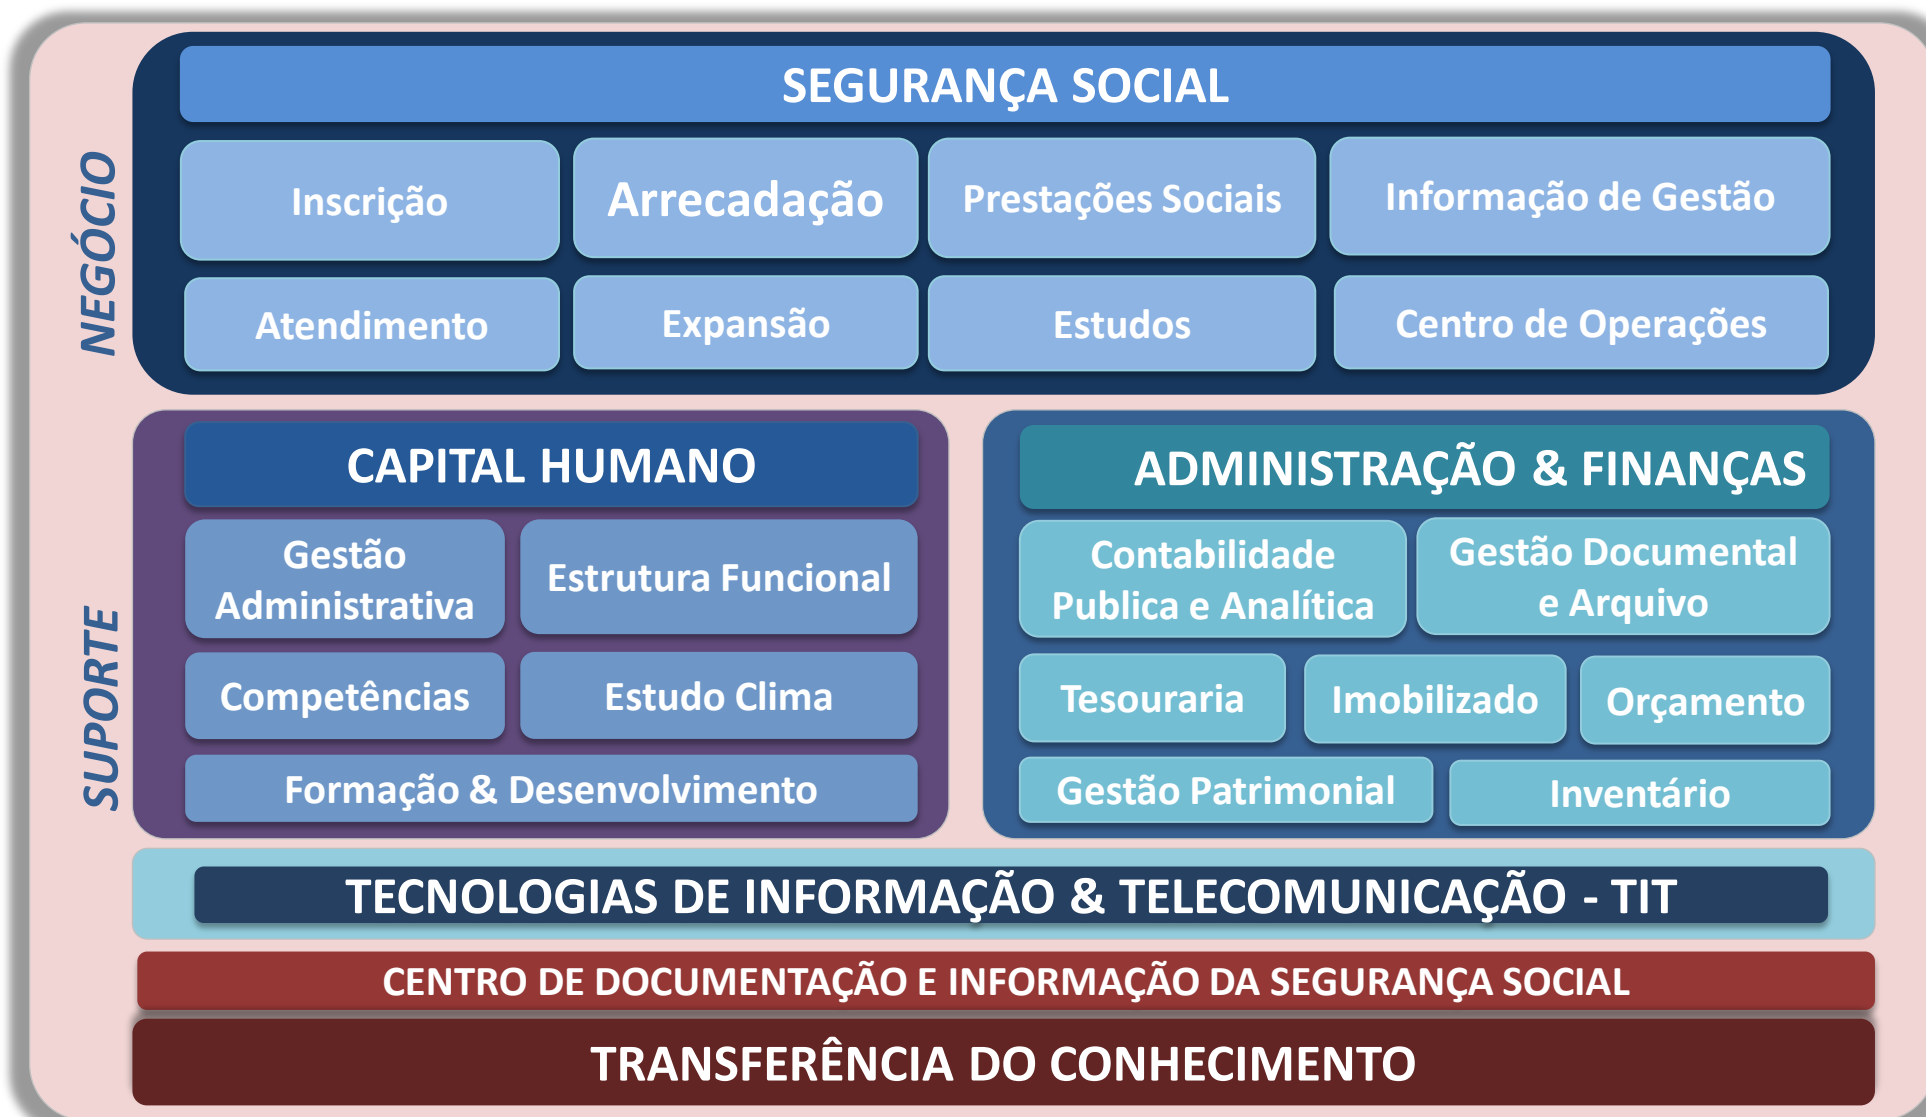 NEGÓCIO
SEGURANÇA SOCIAL
Inscrição
Arrecadação
Prestações Sociais
Informação de Gestão
Atendimento
Expansão
Estudos
Centro de Operações
SUPORTE
CAPITAL HUMANO
Gestão
Administrativa
Estrutura Funcional
Competências
Estudo Clima
Formação & Desenvolvimento
ADMINISTRAÇÃO & FINANÇAS
Contabilidade
Publica e Analítica
Gestão Documental
e Arquivo
Tesouraria
Imobilizado
Orçamento
Gestão Patrimonial
Inventário
TECNOLOGIAS DE INFORMAÇÃO & TELECOMUNICAÇÃO - TIT
CENTRO DE DOCUMENTAÇÃO E INFORMAÇÃO DA SEGURANÇA SOCIAL
TRANSFERÊNCIA DO CONHECIMENTO